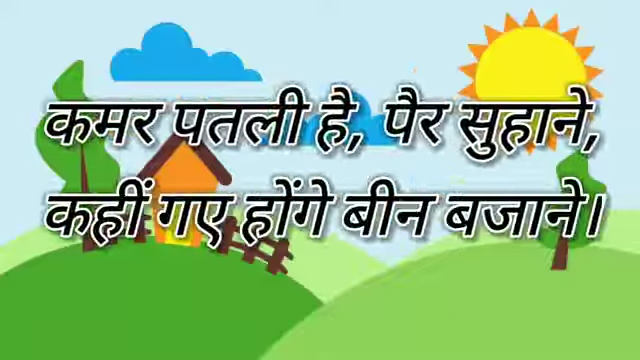 कमर पतली है, पैर सुहाने,
कहीं गए होंगे बीन बजाने।